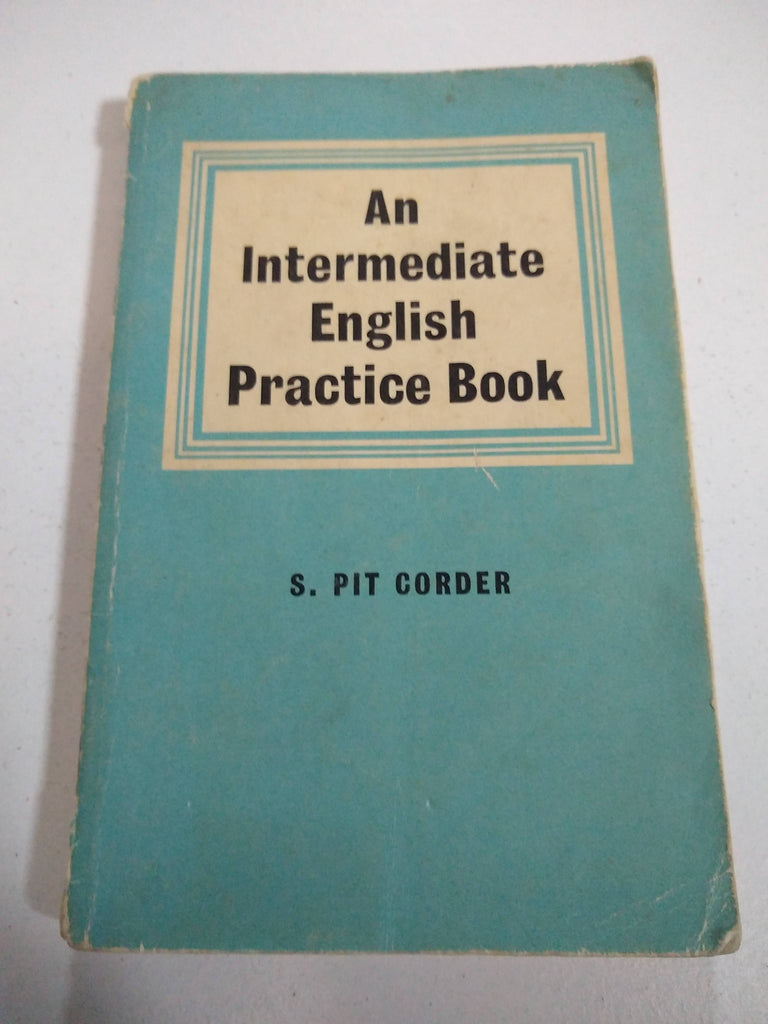 An
Intermediate
English
Practice Book
S. PIT CORDER